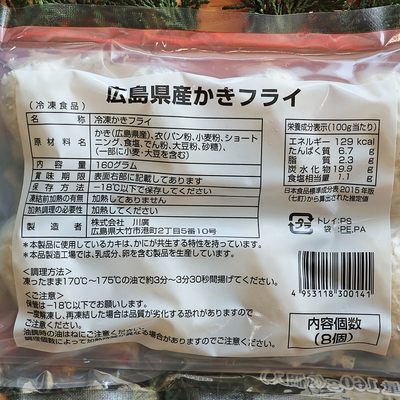 広島県産かきフライ
(冷凍食品)
名称 冷凍かきフライ
原材料名 かき(広島県産)、衣(パン粉、小麦粉、ショートニング、食塩、でん粉、大豆粉、砂糖)、(一部に小麦・大豆を含む)
内容量 160グラム
賞味期限 表面右部に記載してあります
保存方法 -18℃以下で保存してください
凍結前加熱の有無 加熱してありません
加熱調理の必要性 加熱してください
製造者 株式会社 川廣
広島県大竹市港町2丁目5番10号
*本製品に使用しているカキは、かにが共生する特性を持っています。
*本製品製造工場では、乳成分、卵を含む製品を生産しています。
<調理方法>
凍ったまま170℃~175℃の油で約3分~3分30秒間揚げてください。
<ご注意>
保管は-18℃以下でお願いします。
一度解凍し、再凍結した場合は品質が劣化する恐れがありますので
ご注意ください。
栄養成分表示(100g当たり)
エネルギー 129kcal
たんぱく質 6.7 g
脂質 2.3 g
炭水化物 19.9 g
食塩相当量 1.1 g
日本食品標準成分表2015年版
(七訂)から算出された推定値
プラ
トレイ:PS
袋:PE,PA
4 953118 300141
内容個数
(8個)